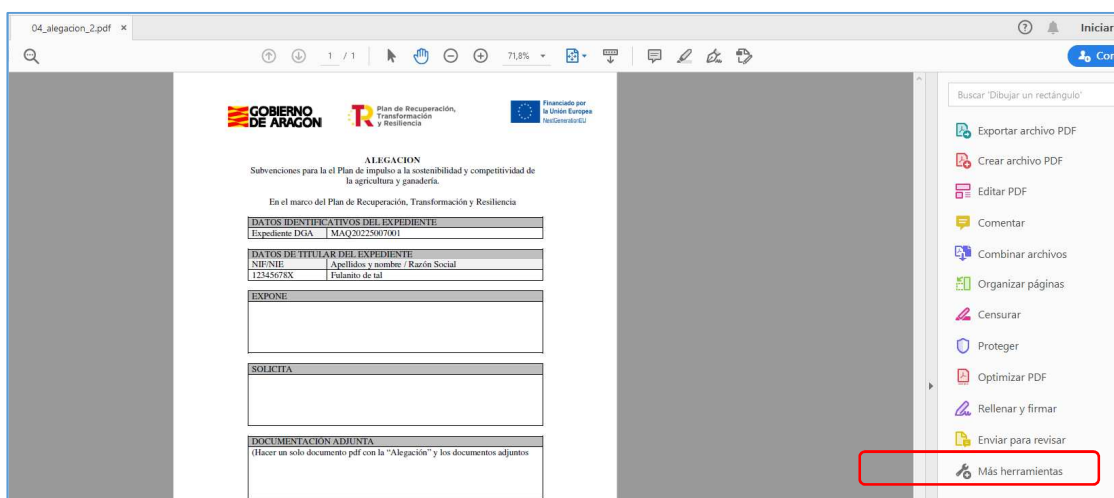 04_alegacion_2.pdf ×
? Iniciar
1 / 1 71,8%
Buscar 'Dibujar un rectángulo'
GOBIERNO
DE ARAGÓN
Plan de Recuperación,
Transformación
y Resiliencia
Financiado por
la Unión Europea
NextGenerationEU
ALEGACION
Subvenciones para la el Plan de impulso a la sostenibilidad y competitividad de
la agricultura y ganadería.
En el marco del Plan de Recuperación, Transformación y Resiliencia
DATOS IDENTIFICATIVOS DEL EXPEDIENTE
Expediente DGA MAQ20225007001
DATOS DE TITULAR DEL EXPEDIENTE
NIF/NIE Apellidos y nombre / Razón Social
12345678X Fulanito de tal
EXPONE
SOLICITA
DOCUMENTACIÓN ADJUNTA
(Hacer un solo documento pdf con la “Alegación” y los documentos adjuntos
Exportar archivo PDF
Crear archivo PDF
Editar PDF
Comentar
Combinar archivos
Organizar páginas
Censurar
Proteger
Optimizar PDF
Rellenar y firmar
Enviar para revisar
Más herramientas